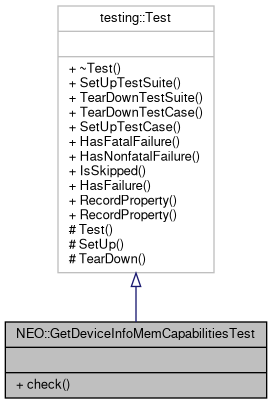 testing::Test
+ ~Test()
+ SetUpTestSuite()
+ TearDownTestSuite()
+ TearDownTestCase()
+ SetUpTestCase()
+ HasFatalFailure()
+ HasNonfatalFailure()
+ IsSkipped()
+ HasFailure()
+ RecordProperty()
+ RecordProperty()
# Test()
# SetUp()
# TearDown()
NEO::GetDeviceInfoMemCapabilitiesTest
+ check()